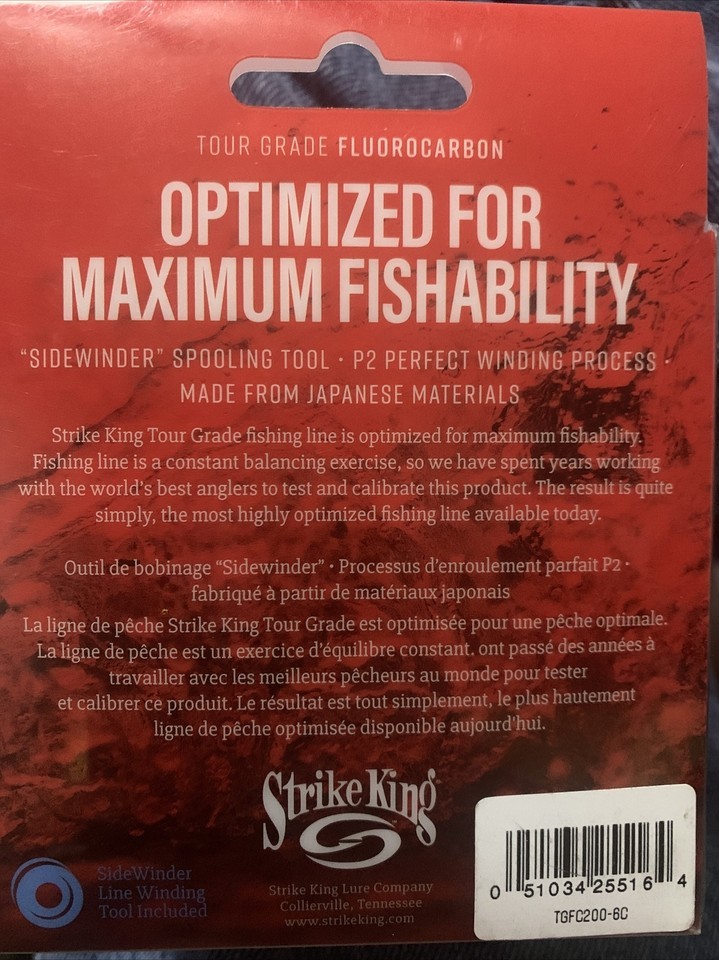 TOUR GRADE FLUOROCARBON
OPTIMIZED FOR
MAXIMUM FISHABILITY
“SIDEWINDER” SPOOLING TOOL · P2 PERFECT WINDING PROCESS ·
MADE FROM JAPANESE MATERIALS
Strike King Tour Grade fishing line is optimized for maximum fishability.
Fishing line is a constant balancing exercise, so we have spent years working
with the world's best anglers to test and calibrate this product. The result is quite
simply, the most highly optimized fishing line available today.
Outil de bobinage “Sidewinder” · Processus d'enroulement parfait P2 ·
fabriqué à partir de matériaux japonais
La ligne de pêche Strike King Tour Grade est optimisée pour une pêche optimale.
La ligne de pêche est un exercice d'équilibre constant. ont passé des années à
travailler avec les meilleurs pêcheurs au monde pour tester
et calibrer ce produit. Le résultat est tout simplement, le plus hautement
ligne de pêche optimisée disponible aujourd'hui.
Strike King
SideWinder
Line Winding
Tool Included
Strike King Lure Company
Collierville, Tennessee
www.strikeking.com
0 51034 25516 4
TGFC200-6C